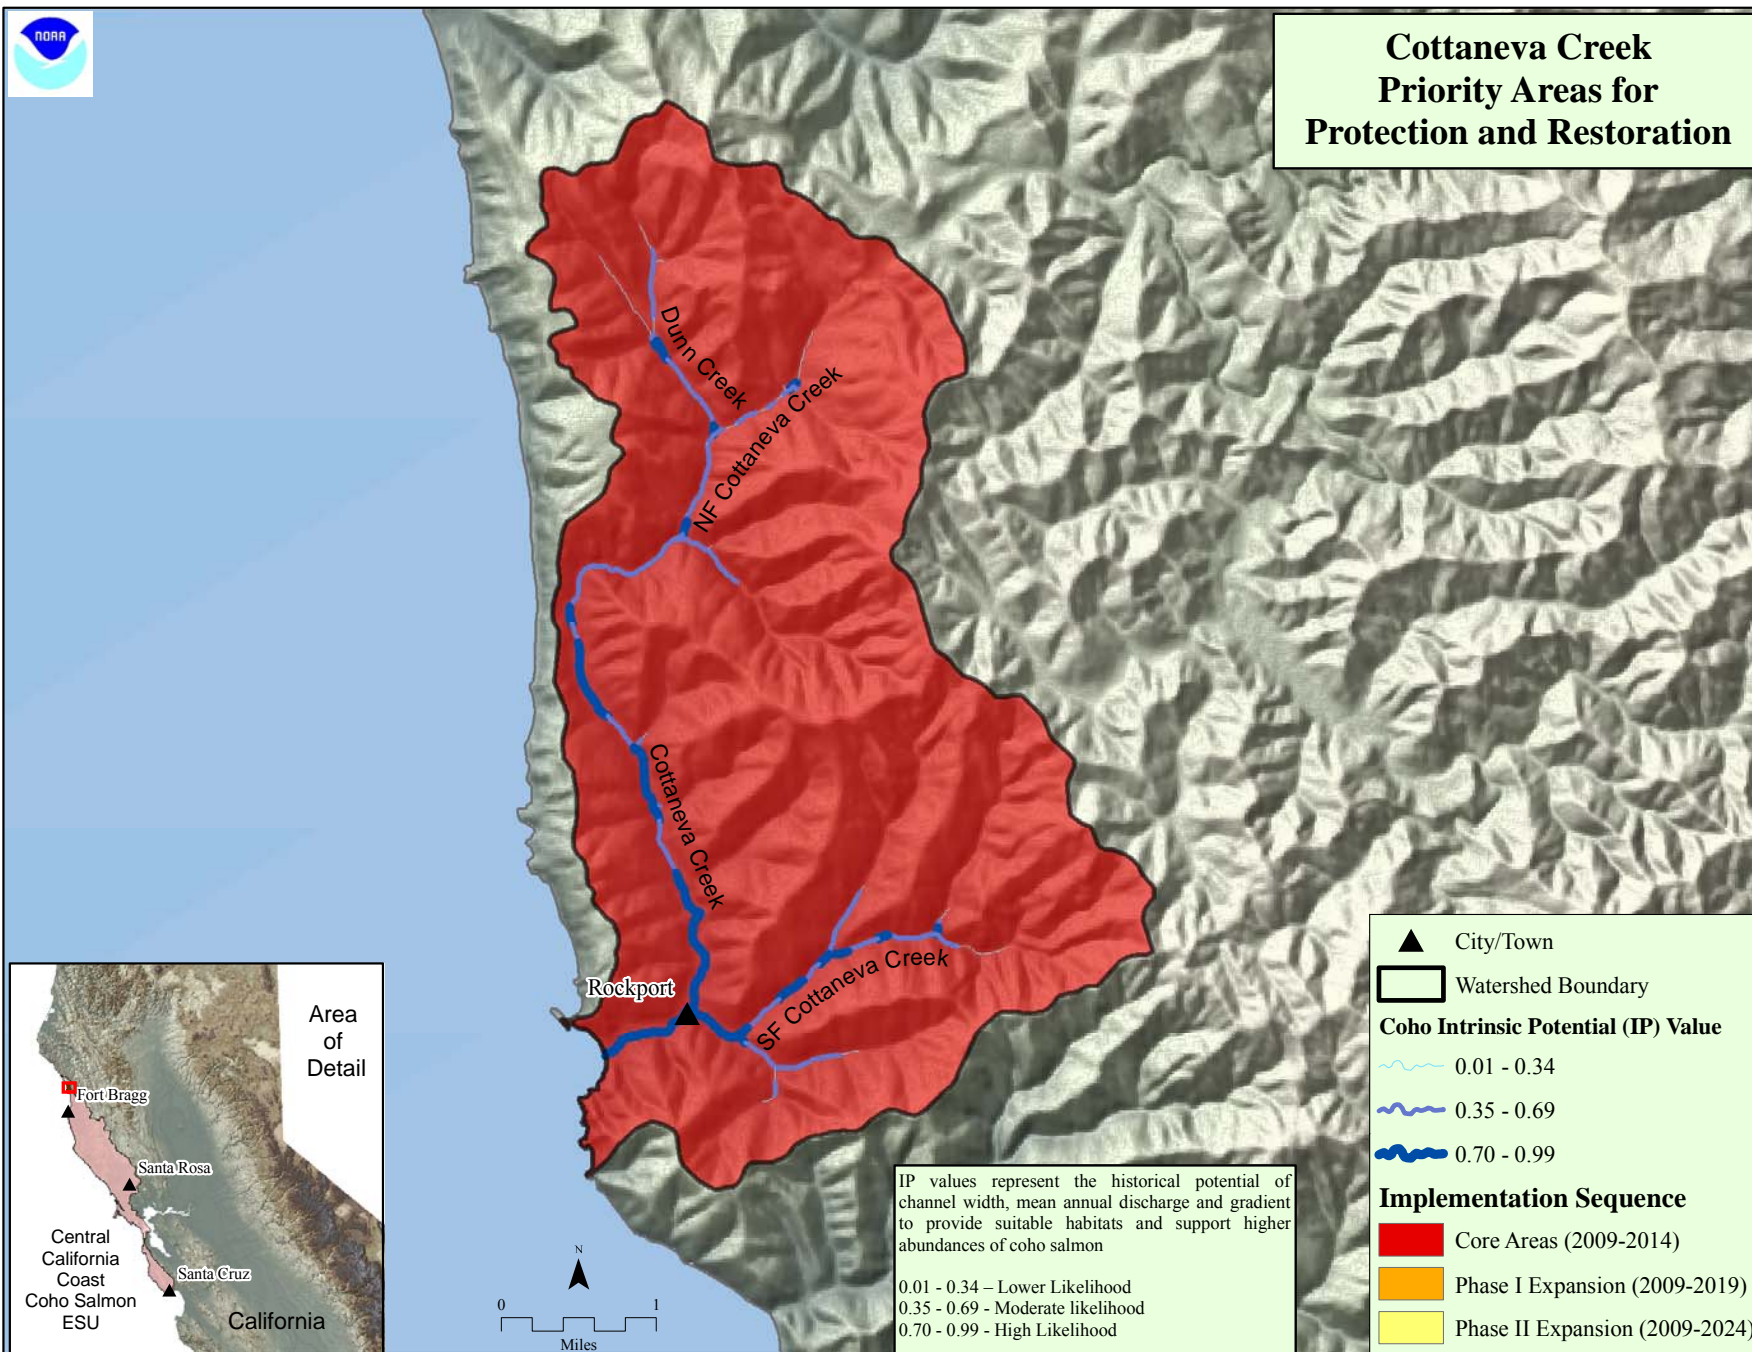 NOAA
Cottaneva Creek
Priority Areas for
Protection and Restoration
Dunn Creek
NF Cottaneva Creek
Cottaneva Creek
Rockport
SF Cottaneva Creek
Area
of
Detail
Fort Bragg
Santa Rosa
Central
California
Coast
Coho Salmon
ESU
Santa Cruz
California
N
0 1
Miles
IP values represent the historical potential of
channel width, mean annual discharge and gradient
to provide suitable habitats and support higher
abundances of coho salmon
0.01 - 0.34 – Lower Likelihood
0.35 - 0.69 - Moderate likelihood
0.70 - 0.99 - High Likelihood
City/Town
Watershed Boundary
Coho Intrinsic Potential (IP) Value
0.01 - 0.34
0.35 - 0.69
0.70 - 0.99
Implementation Sequence
Core Areas (2009-2014)
Phase I Expansion (2009-2019)
Phase II Expansion (2009-2024)